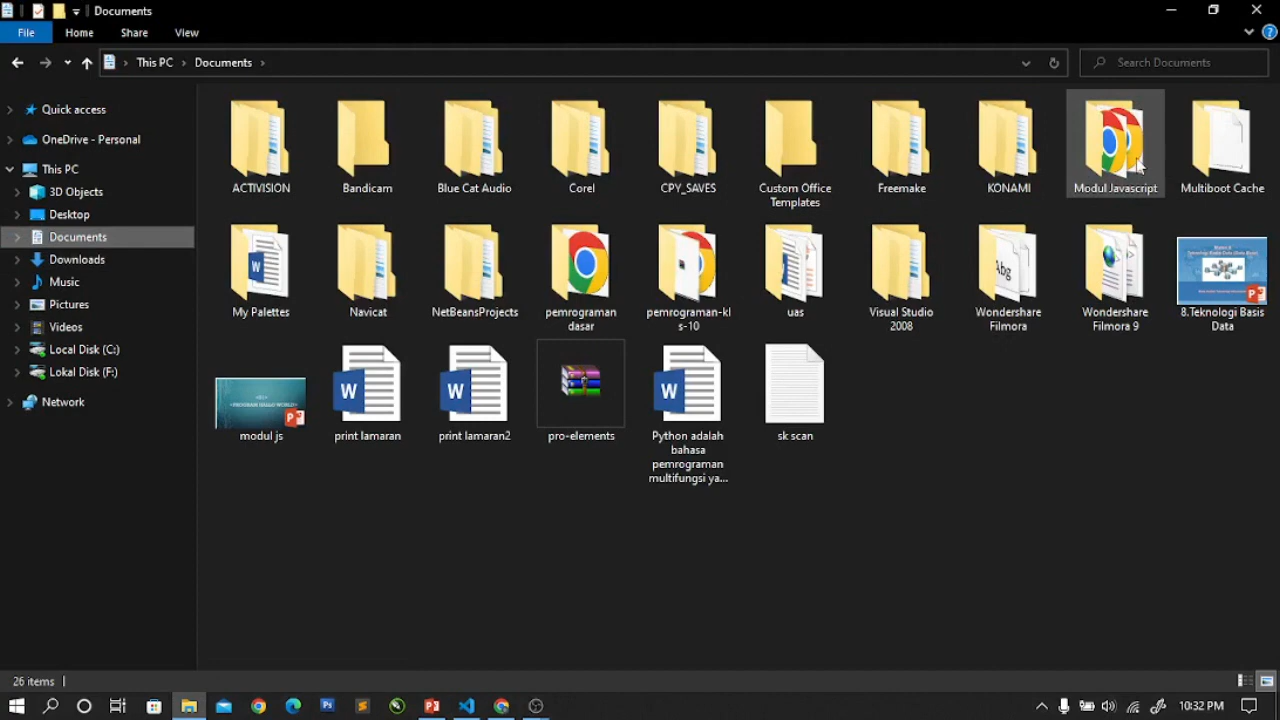 Documents
File
Home
Share
View
This PC
Documents
Search Documents
Quick access
OneDrive - Personal
This PC
3D Objects
Desktop
Documents
Downloads
Music
Pictures
Videos
Local Disk (C:)
Lokal Disk (F:)
Network
ACTIVISION
Bandicam
Blue Cat Audio
Corel
CPY_SAVES
Custom Office
Templates
Freemake
KONAMI
Modul Javascript
Multiboot Cache
My Palettes
Navicat
NetBeansProjects
pemrograman
dasar
pemrograman-kl
s-10
uas
Visual Studio
2008
Wondershare
Filmora
Wondershare
Filmora 9
8.Teknologi Basis
Data
modul js
print lamaran
print lamaran2
pro-elements
Python adalah
bahasa
pemrograman
multifungsi ya...
sk scan
26 items
10:32 PM